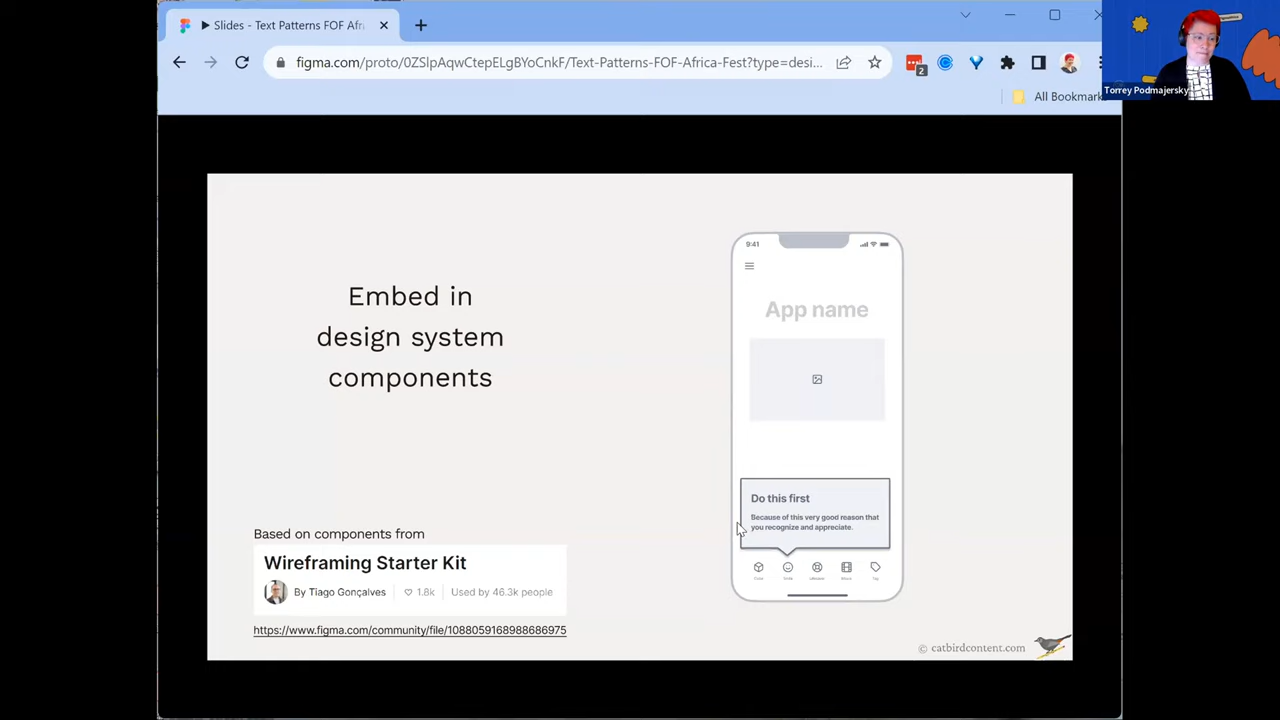 Slides - Text Patterns FOF Afri
figma.com/proto/0ZSlpAqwCtepELgBYoCnkF/Text-Patterns-FOF-Africa-Fest?type=desi...
2
All Bookmark
Torrey Podmajersky
Embed in
design system
components
9:41
App name
Do this first
Because of this very good reason that
you recognize and appreciate.
Based on components from
Wireframing Starter Kit
By Tiago Gonçalves
1.8k
Used by 46.3k people
https://www.figma.com/community/file/1088059168988686975
© catbirdcontent.com